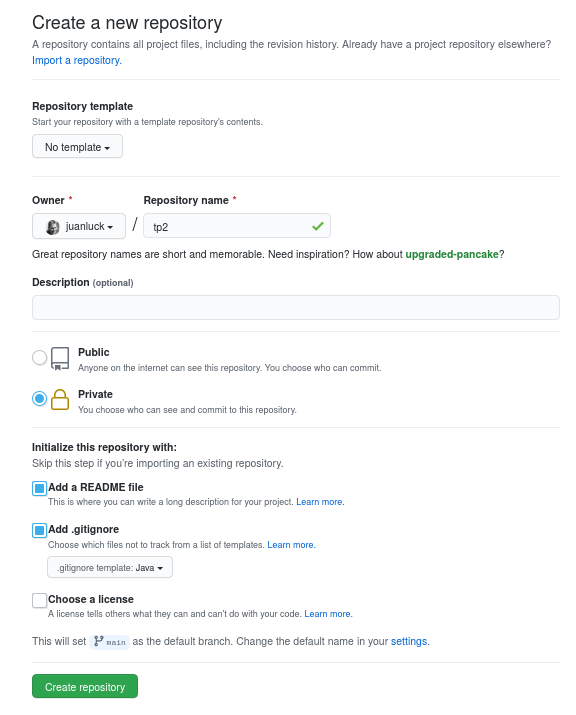 Create a new repository
A repository contains all project files, including the revision history. Already have a project repository elsewhere?
Import a repository.
Repository template
Start your repository with a template repository's contents.
No template
Owner * Repository name *
juanluck / tp2
Great repository names are short and memorable. Need inspiration? How about upgraded-pancake?
Description (optional)
Public
Anyone on the internet can see this repository. You choose who can commit.
Private
You choose who can see and commit to this repository.
Initialize this repository with:
Skip this step if you're importing an existing repository.
Add a README file
This is where you can write a long description for your project. Learn more.
Add .gitignore
Choose which files not to track from a list of templates. Learn more.
.gitignore template: Java
Choose a license
A license tells others what they can and can't do with your code. Learn more.
This will set main as the default branch. Change the default name in your settings.
Create repository